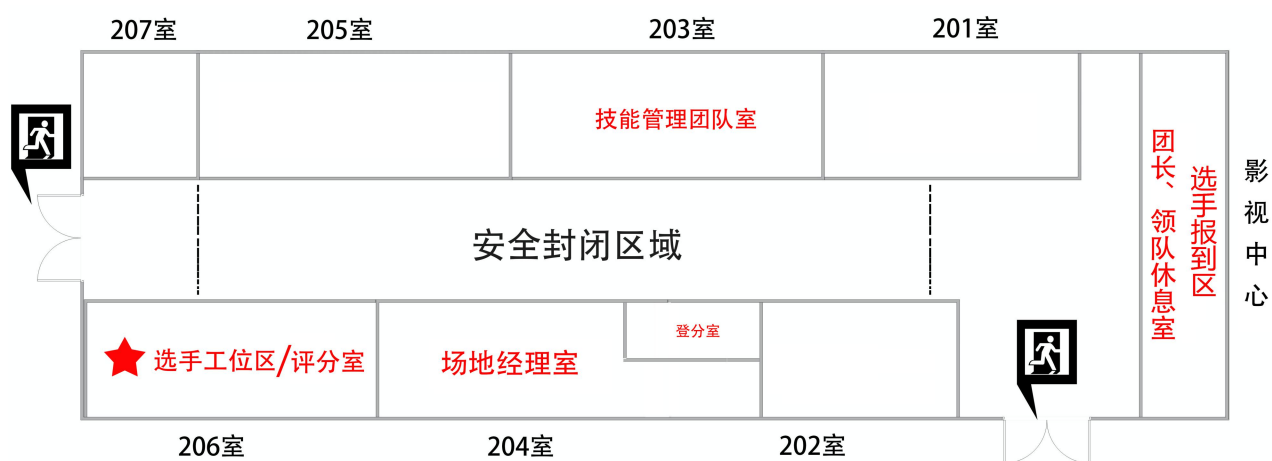 207室
205室
203室
201室
技能管理团队室
团长、领队休息室
选手报到区
影视中心
安全封闭区域
选手工位区/评分室
场地经理室
登分室
206室
204室
202室